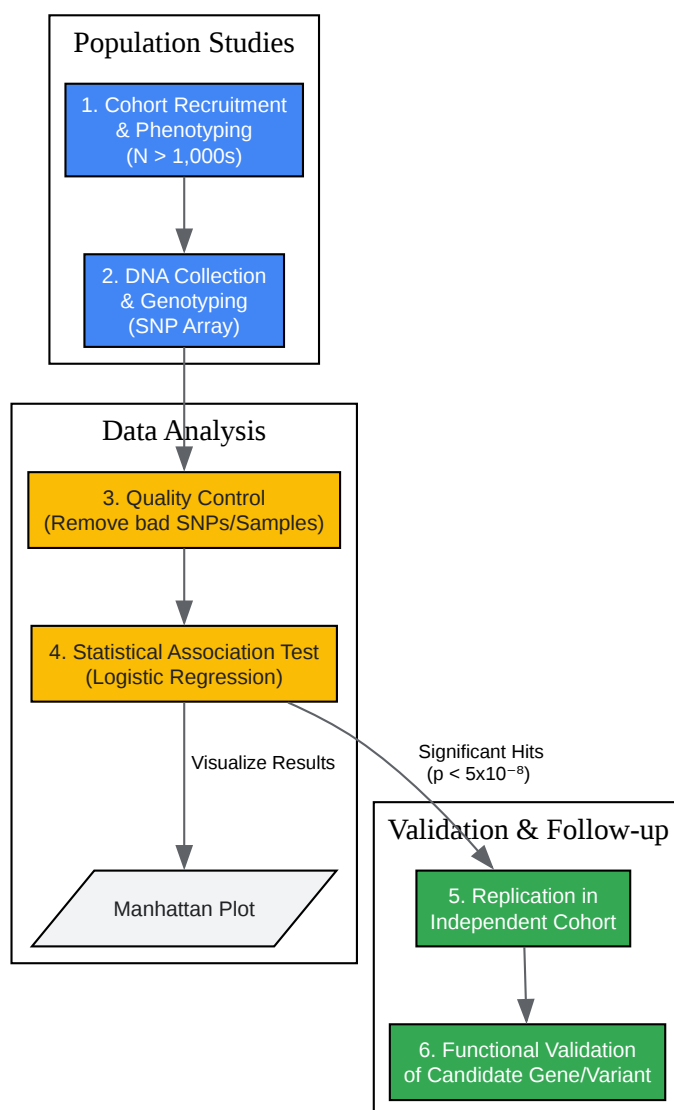 Population Studies
1. Cohort Recruitment
& Phenotyping
(N > 1,000s)
2. DNA Collection
& Genotyping
(SNP Array)
Data Analysis
3. Quality Control
(Remove bad SNPs/Samples)
4. Statistical Association Test
(Logistic Regression)
Visualize Results
Significant Hits
(p < 5x10⁻⁸)
Manhattan Plot
Validation & Follow-up
5. Replication in
Independent Cohort
6. Functional Validation
of Candidate Gene/Variant